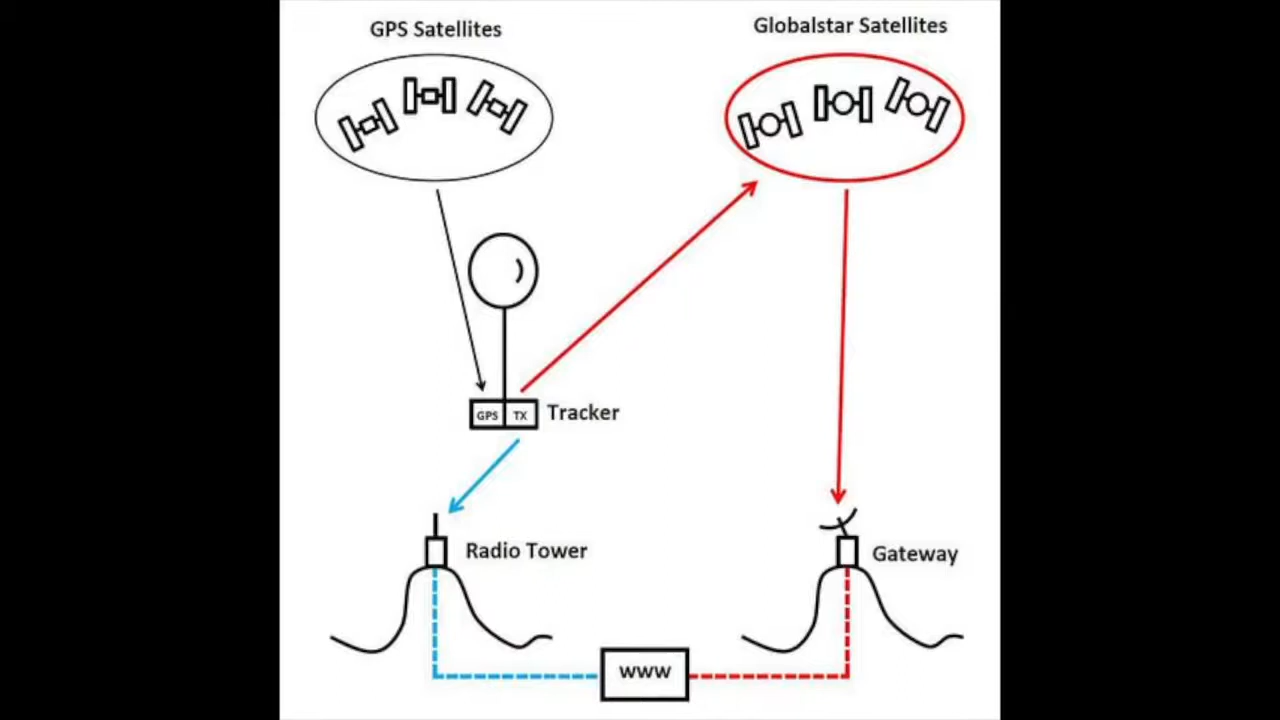 GPS Satellites
Globalstar Satellites
GPS
TX
Tracker
Radio Tower
Gateway
WWW